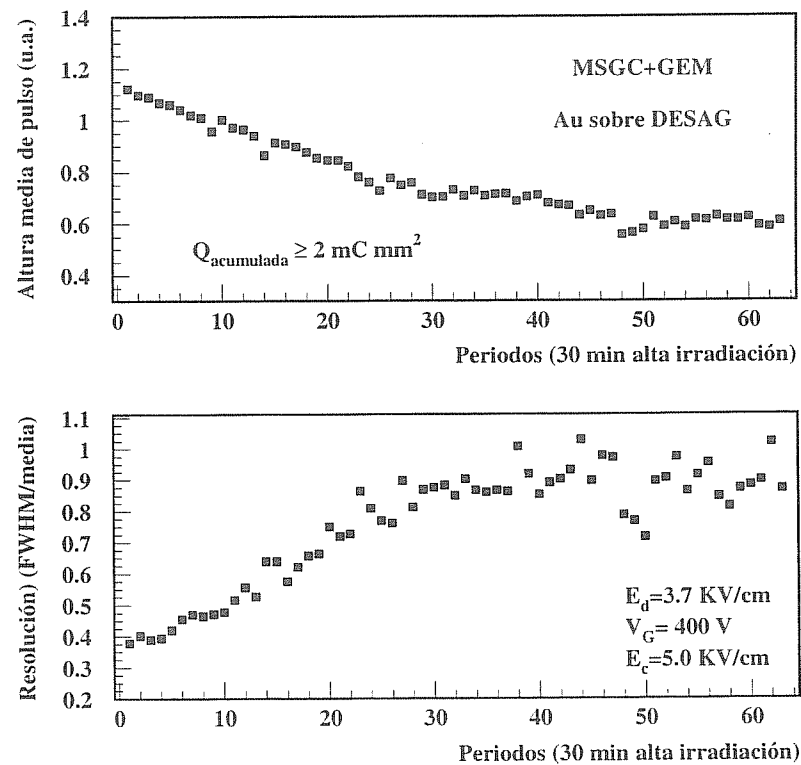 Altura media de pulso (u.a.)
1.4
1.2
1
0.8
0.6
0.4
MSGC+GEM
Au sobre DESAG
Q_acumulada ≥ 2 mC mm²
0 10 20 30 40 50 60
Periodos (30 min alta irradiación)
Resolución) (FWHM/media)
1.1
1
0.9
0.8
0.7
0.6
0.5
0.4
0.3
0.2
E_d=3.7 KV/cm
V_G= 400 V
E_c=5.0 KV/cm
0 10 20 30 40 50 60
Periodos (30 min alta irradiación)